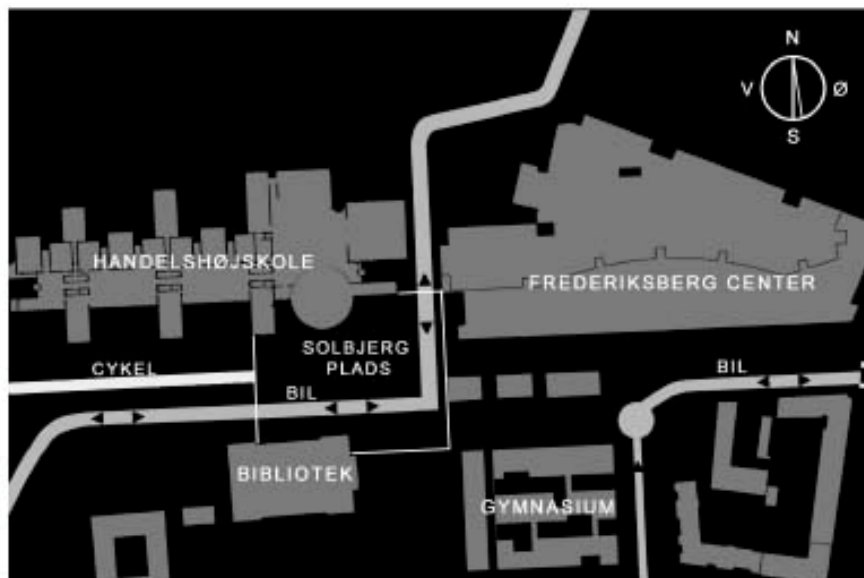 N
V Ø
S
HANDELSHØJSKOLE
FREDERIKSBERG CENTER
SOLBJERG
PLADS
CYKEL
BIL
BIL
BIBLIOTEK
GYMNASIUM